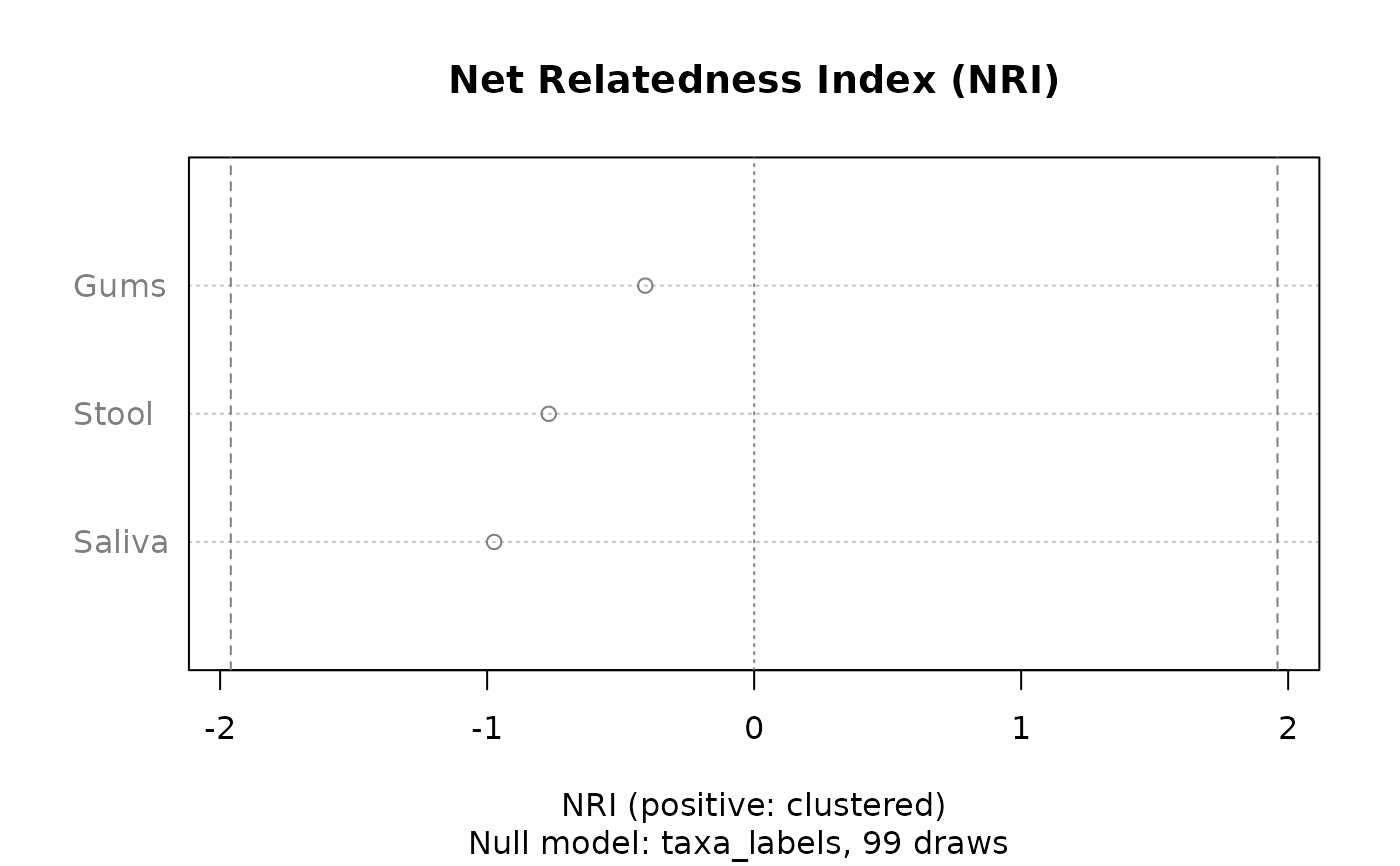 Net Relatedness Index (NRI)
Gums
Stool
Saliva
-2 -1 0 1 2
NRI (positive: clustered)
Null model: taxa_labels, 99 draws